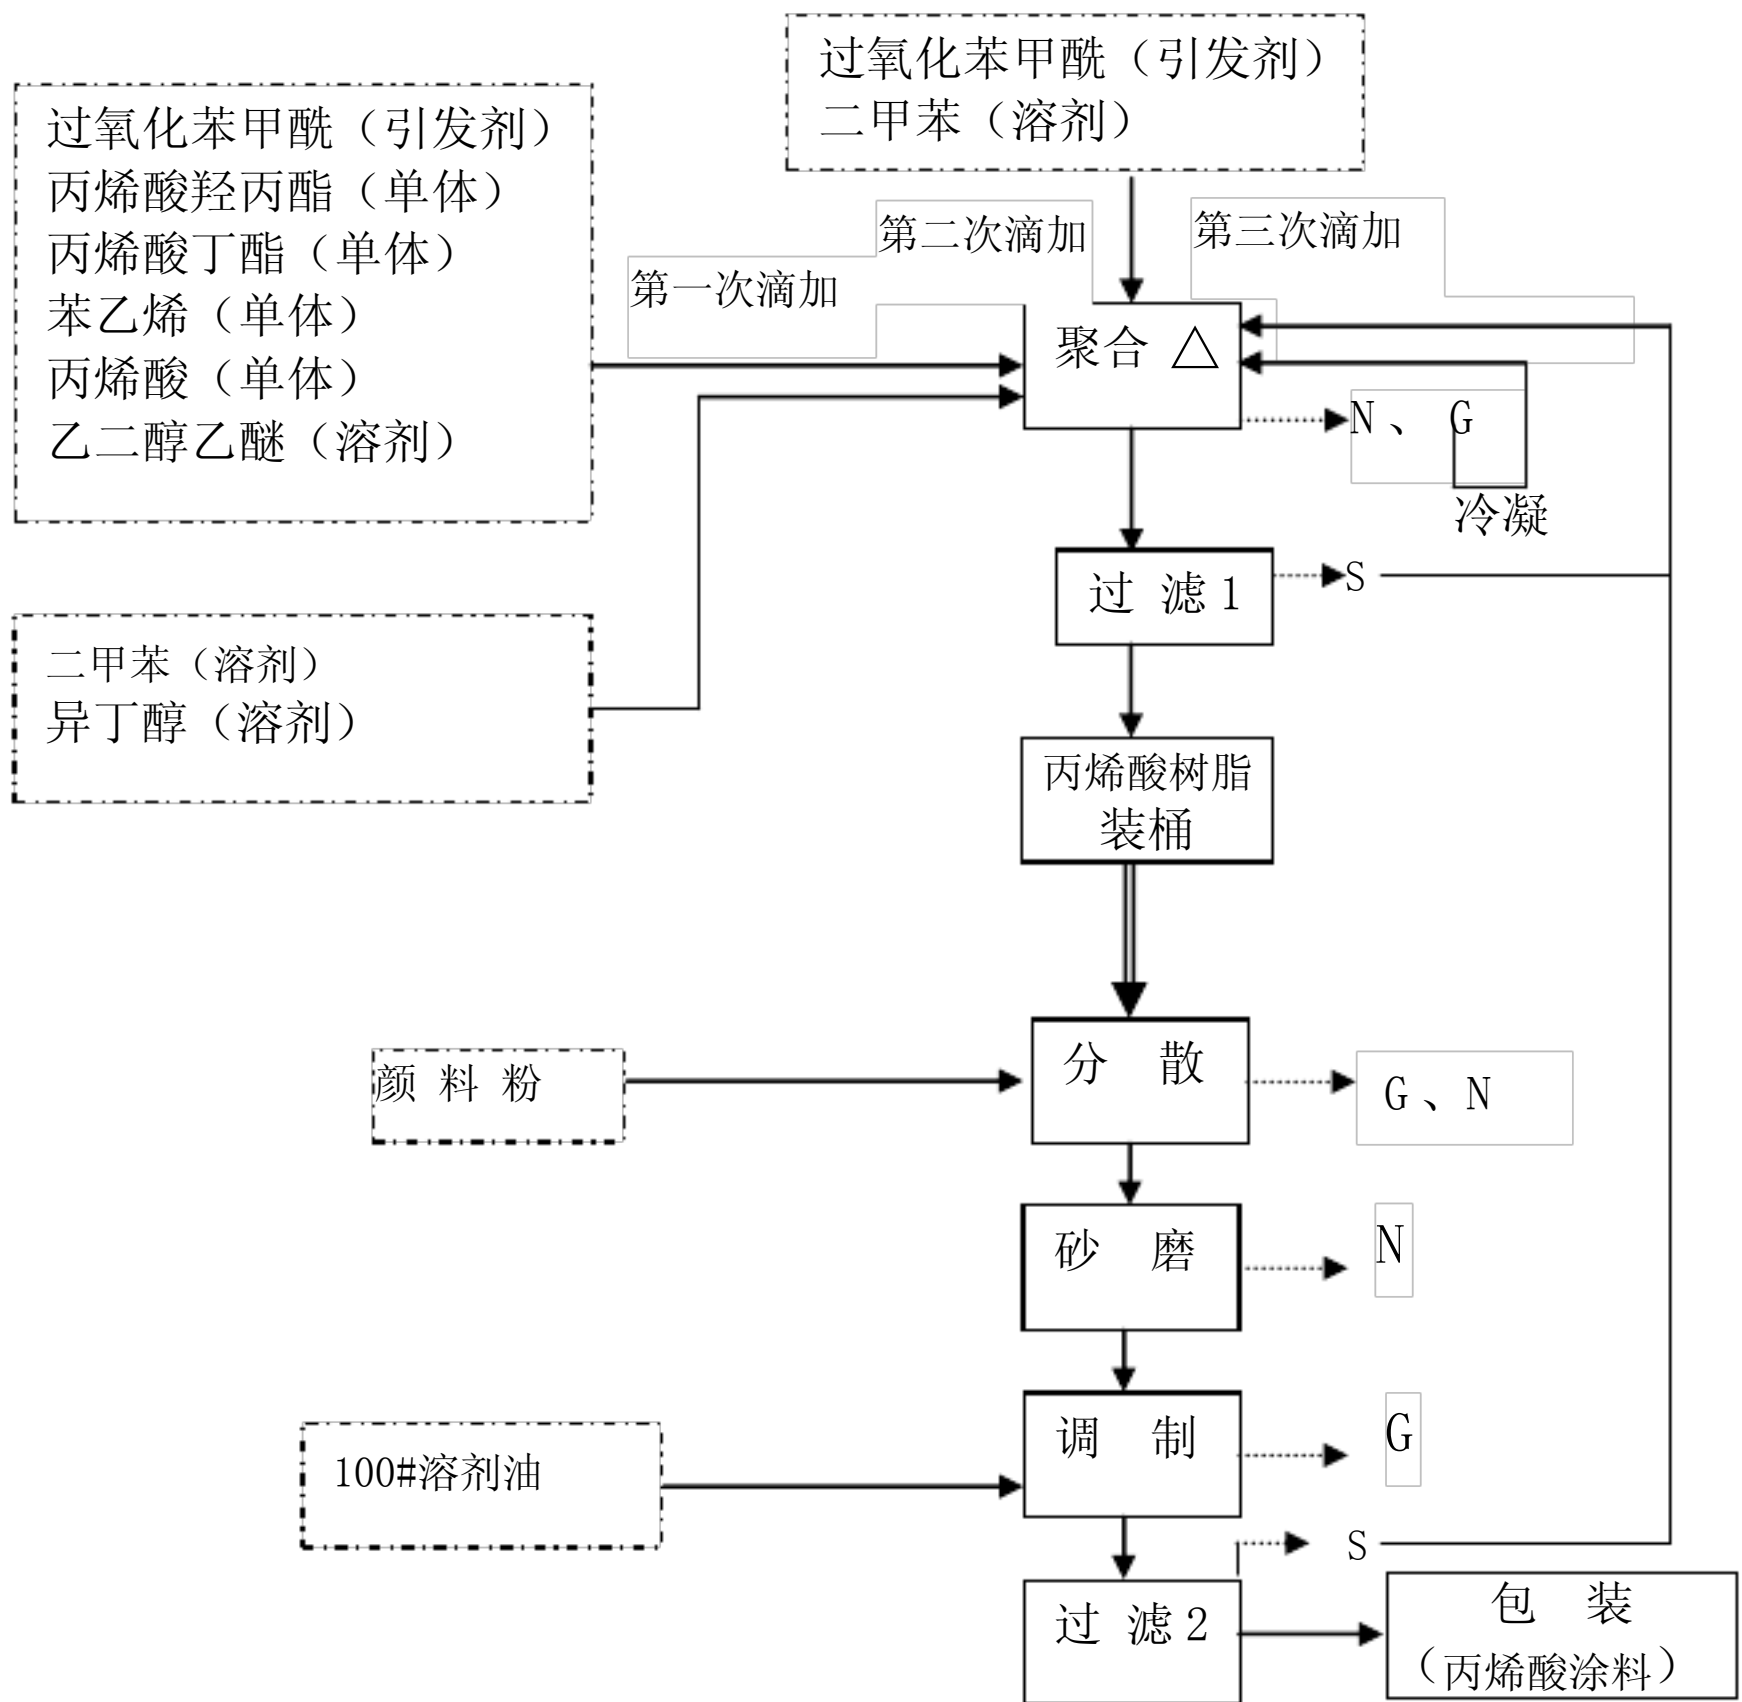 过氧化苯甲酰（引发剂）
二甲苯（溶剂）
过氧化苯甲酰（引发剂）
丙烯酸羟丙酯（单体）
丙烯酸丁酯（单体）
苯乙烯（单体）
丙烯酸（单体）
乙二醇乙醚（溶剂）
第一次滴加
第二次滴加
第三次滴加
聚合 △
N、 G
冷凝
过 滤1
S
二甲苯（溶剂）
异丁醇（溶剂）
丙烯酸树脂
装桶
颜 料 粉
分 散
G、N
砂 磨
N
100#溶剂油
调 制
G
S
过 滤2
包 装
（丙烯酸涂料）